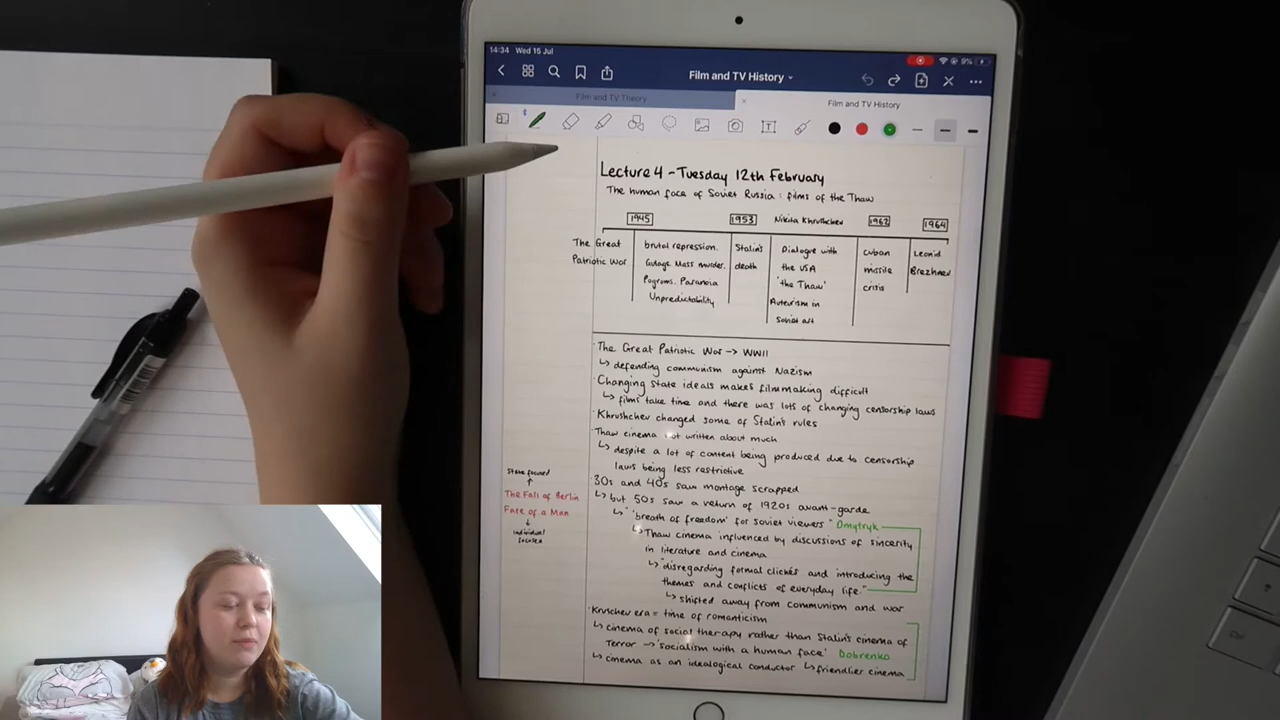 14:34 Wed 15 Jul
9%
Film and TV History
Film and TV Theory
Film and TV History
Lecture 4 - Tuesday 12th February
The human face of Soviet Russia : films of the Thaw
1945
1953
Nikita Khrushchev
1962
1964
The Great
Patriotic War
brutal repression.
Gulags. Mass murder.
Pogroms. Paranoia
Unpredictability
Stalin's
death
Dialogue with
the USA
'the Thaw'
Auteurism in
Soviet art
Cuban
missile
crisis
Leonid
Brezhnev
· The Great Patriotic War → WWII
↳ defending communism against Nazism
· Changing state ideals makes filmmaking difficult
↳ films take time and there was lots of changing censorship laws
· Khrushchev changed some of Stalin's rules
· Thaw cinema not written about much
↳ despite a lot of content being produced due to censorship
laws being less restrictive
· 30s and 40s saw montage scrapped
↳ but 50s saw a return of 1920s avant-garde
↳ "'breath of freedom' for soviet viewers" Dmytryk
↳ Thaw cinema influenced by discussions of sincerity
in literature and cinema
↳ "disregarding formal clichés and introducing the
themes and conflicts of everyday life."
↳ shifted away from communism and war
State focused
↑
The Fall of Berlin
Fate of a Man
↓
individual
focused
· Kruschev era = time of romanticism
↳ cinema of social therapy rather than Stalin's cinema of
Terror → 'socialism with a human face' Dobrenko
↳ cinema as an idealogical conductor ↳ friendlier cinema